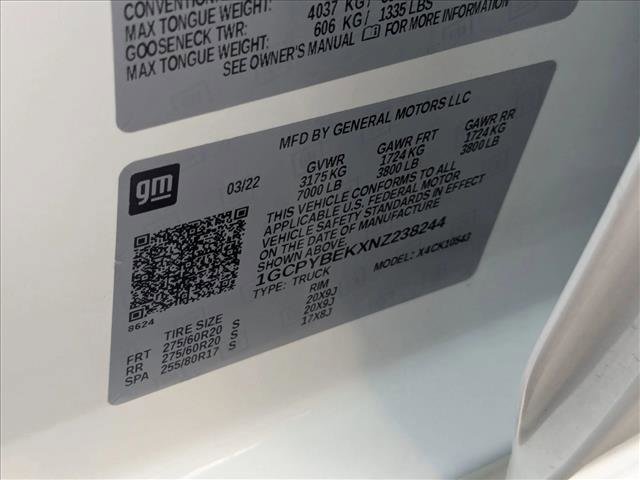 CONVENTION
4037 KG/
MAX TONGUE WEIGHT:
606 KG/ 1335 LBS
GOOSENECK TWR:
MAX TONGUE WEIGHT:
SEE OWNER'S MANUAL FOR MORE INFORMATION
MFD BY GENERAL MOTORS LLC
gm
03/22
GVWR GAWR FRT GAWR RR
3175 KG 1724 KG 1724 KG
7000 LB 3800 LB 3800 LB
THIS VEHICLE CONFORMS TO ALL
APPLICABLE U.S. FEDERAL MOTOR
VEHICLE SAFETY STANDARDS IN EFFECT
ON THE DATE OF MANUFACTURE
1GCPYBEKXNZ238244
TYPE: TRUCK MODEL: X4CK10543
8624
TIRE SIZE RIM
FRT 275/60R20 S 20X9J
RR 275/60R20 S 20X9J
SPA 255/80R17 S 17X8J